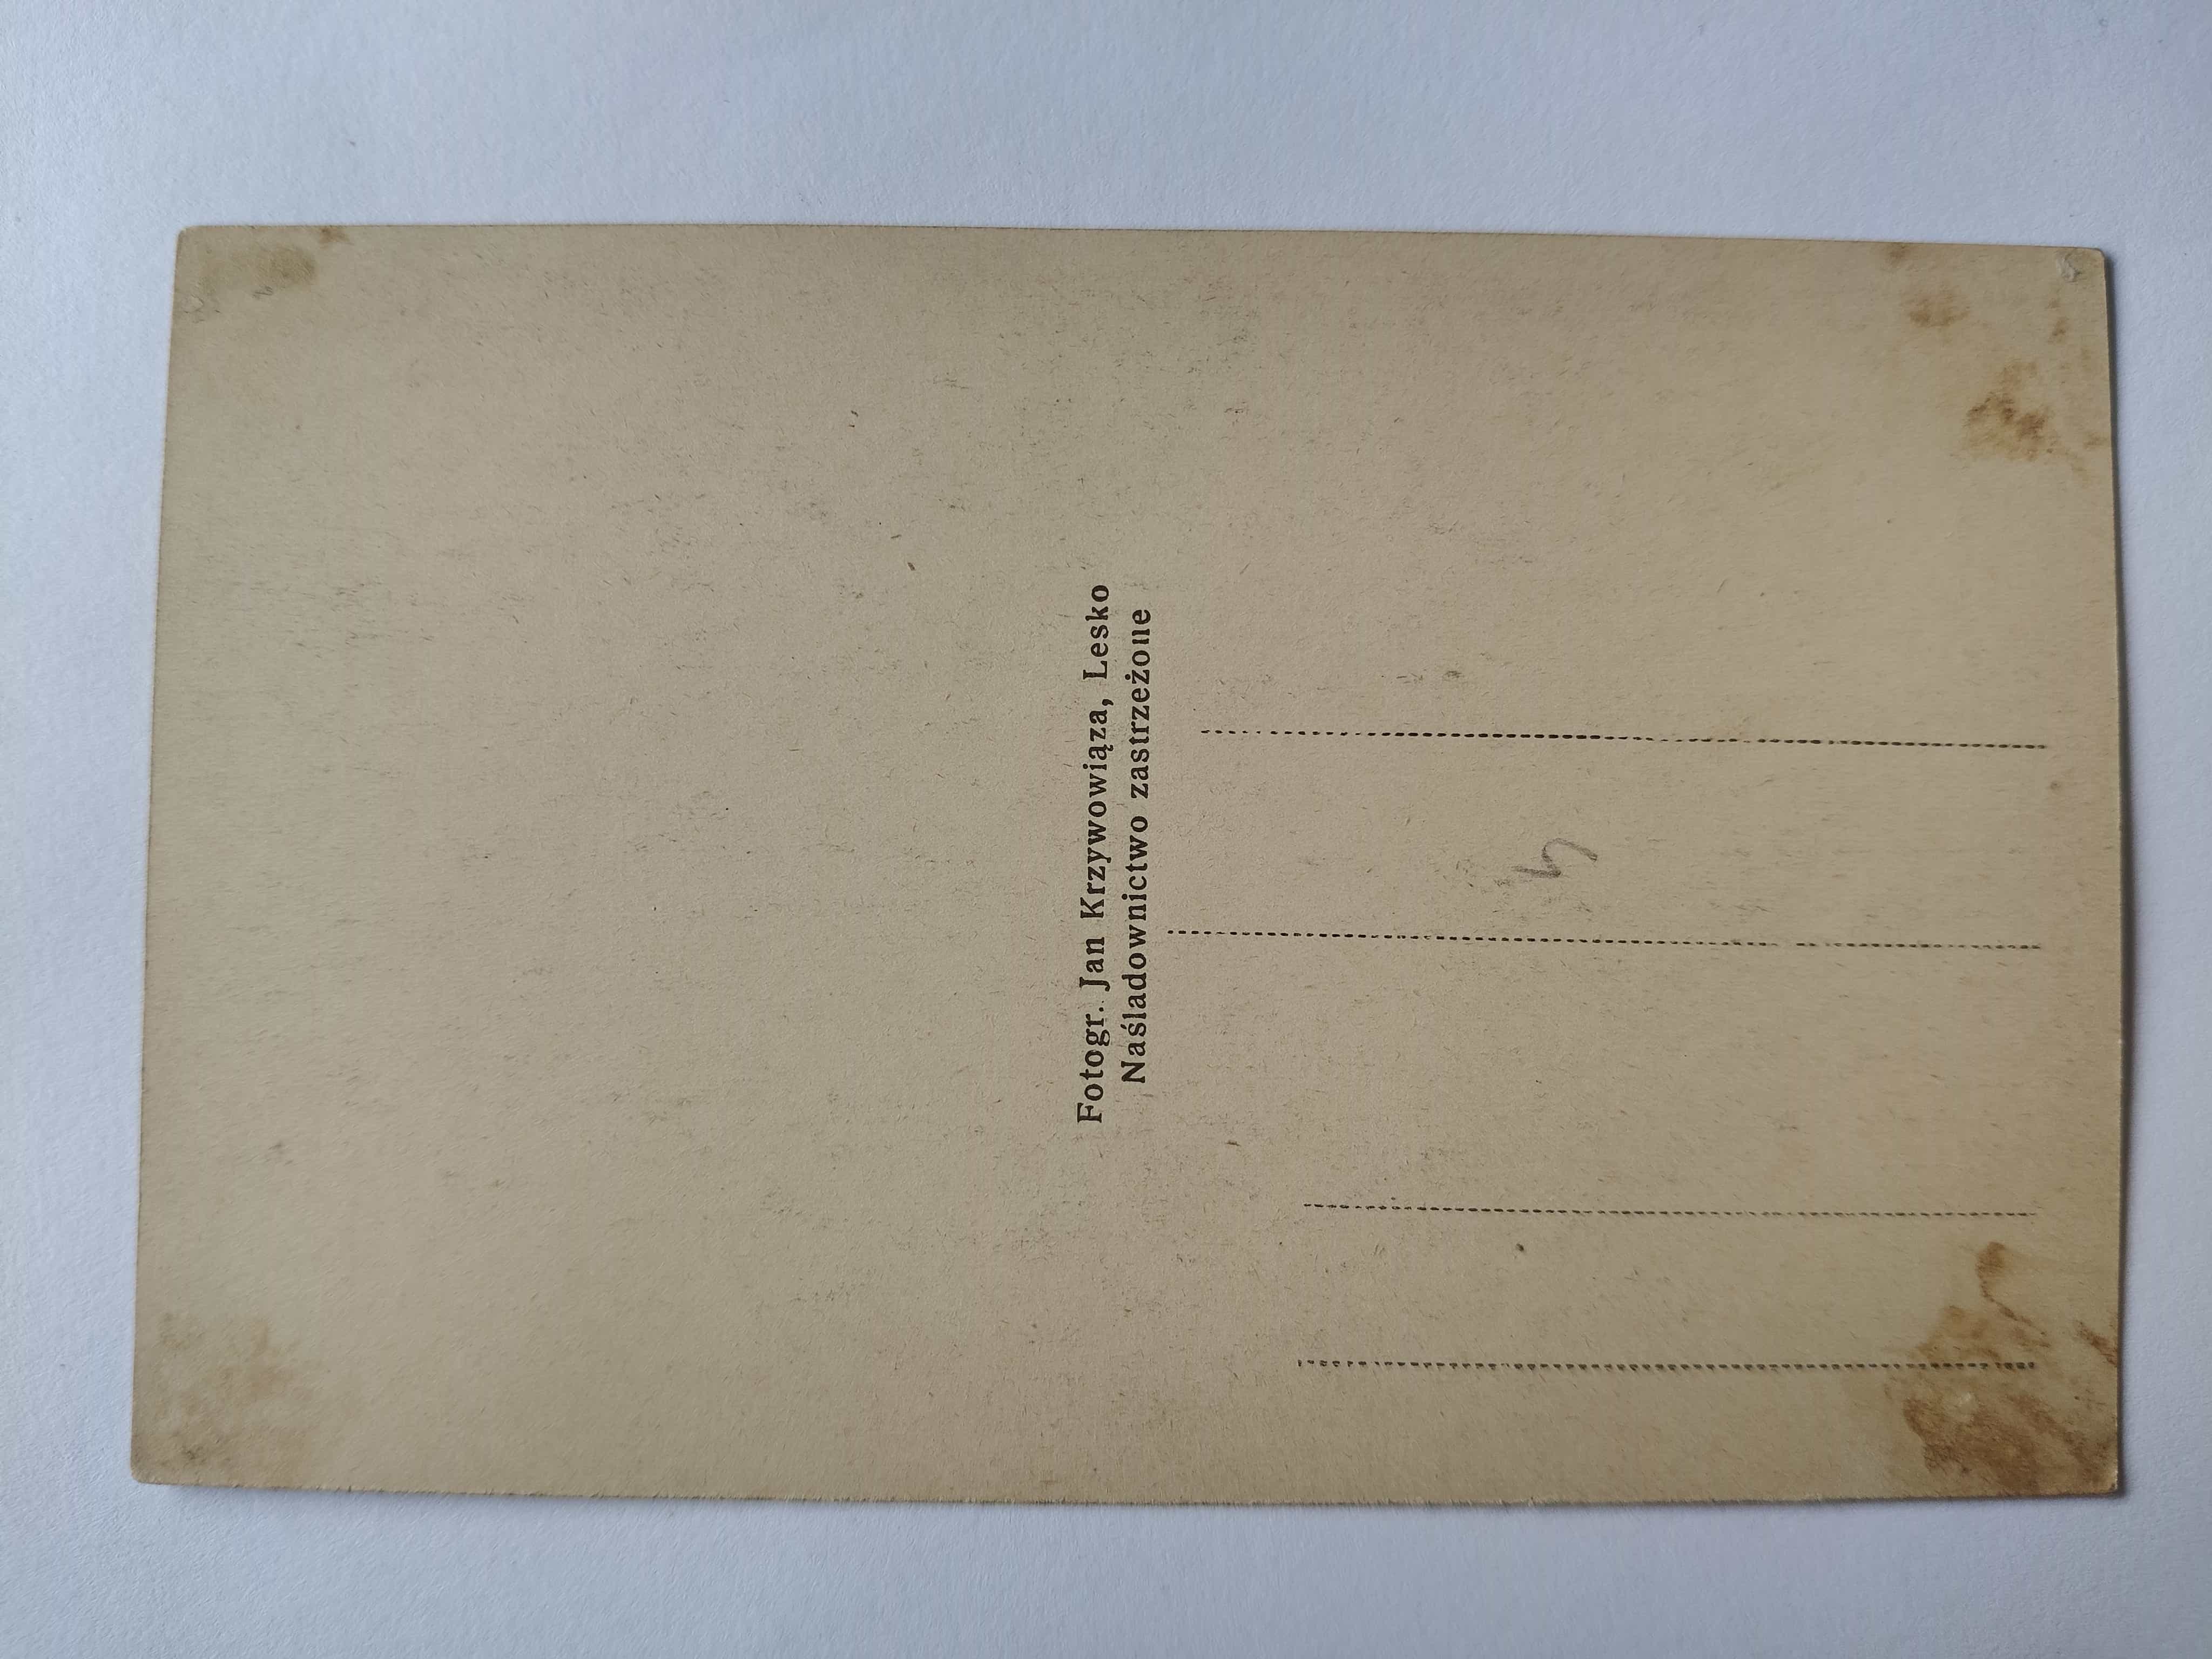 Fotogr. Jan Krzywowiąza, Lesko
Naśladownictwo zastrzeżone